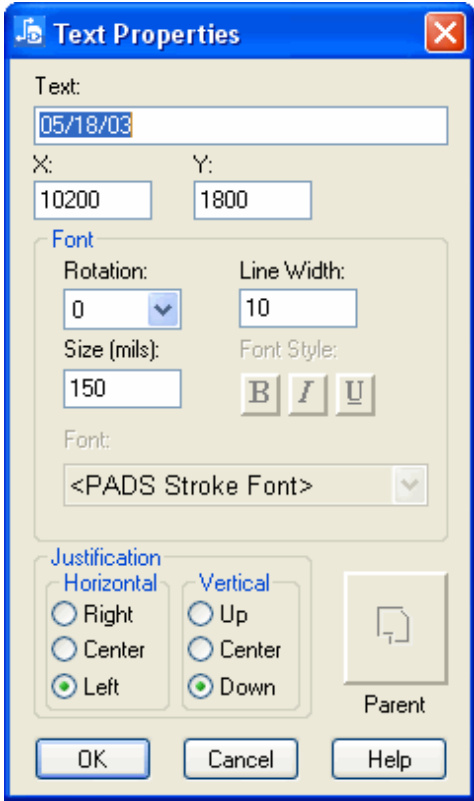 Text Properties
Text:
05/18/03
X: Y:
10200 1800
Font
Rotation: Line Width:
0 10
Size (mils): Font Style:
150 B I U
Font:
<PADS Stroke Font>
Justification
Horizontal Vertical
Right Up
Center Center
Left Down
Parent
OK Cancel Help